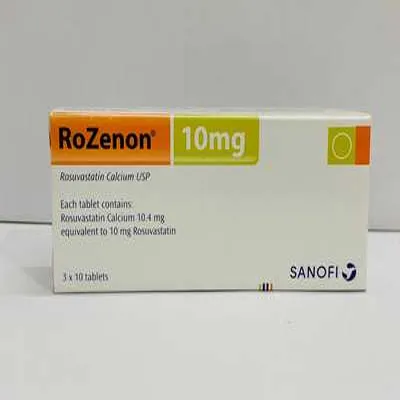 RoZenon® 10mg
Rosuvastatin Calcium USP
Each tablet contains:
Rosuvastatin Calcium 10.4 mg
equivalent to 10 mg Rosuvastatin
3 x 10 tablets
SANOFI